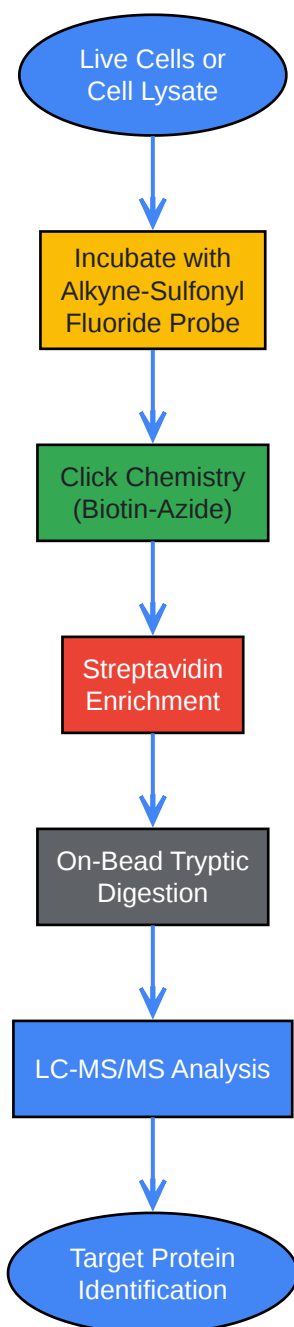 Live Cells or
Cell Lysate
Incubate with
Alkyne-Sulfonyl
Fluoride Probe
Click Chemistry
(Biotin-Azide)
Streptavidin
Enrichment
On-Bead Tryptic
Digestion
LC-MS/MS Analysis
Target Protein
Identification